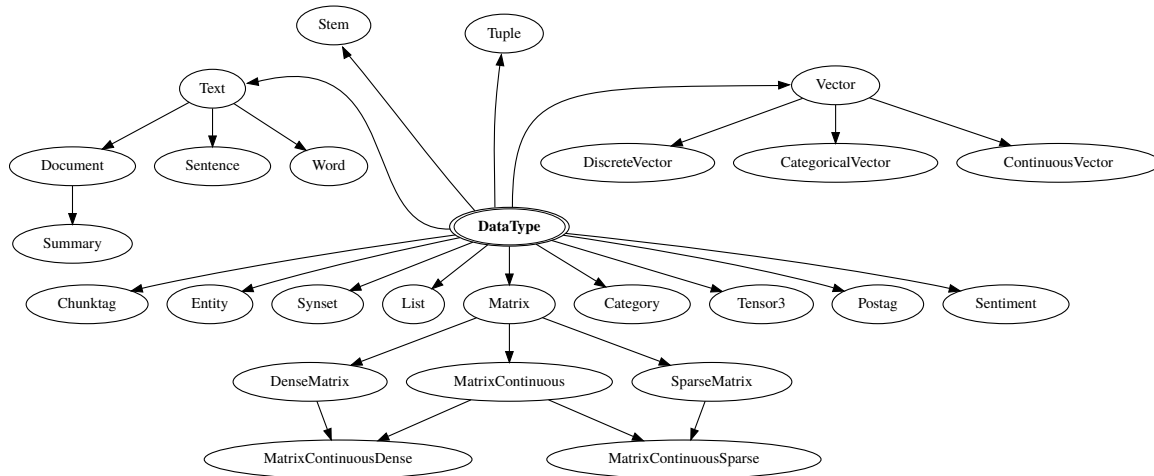 Stem
Tuple
Text
Vector
Document
Sentence
Word
DiscreteVector
CategoricalVector
ContinuousVector
DataType
Summary
Chunktag
Entity
Synset
List
Matrix
Category
Tensor3
Postag
Sentiment
DenseMatrix
MatrixContinuous
SparseMatrix
MatrixContinuousDense
MatrixContinuousSparse